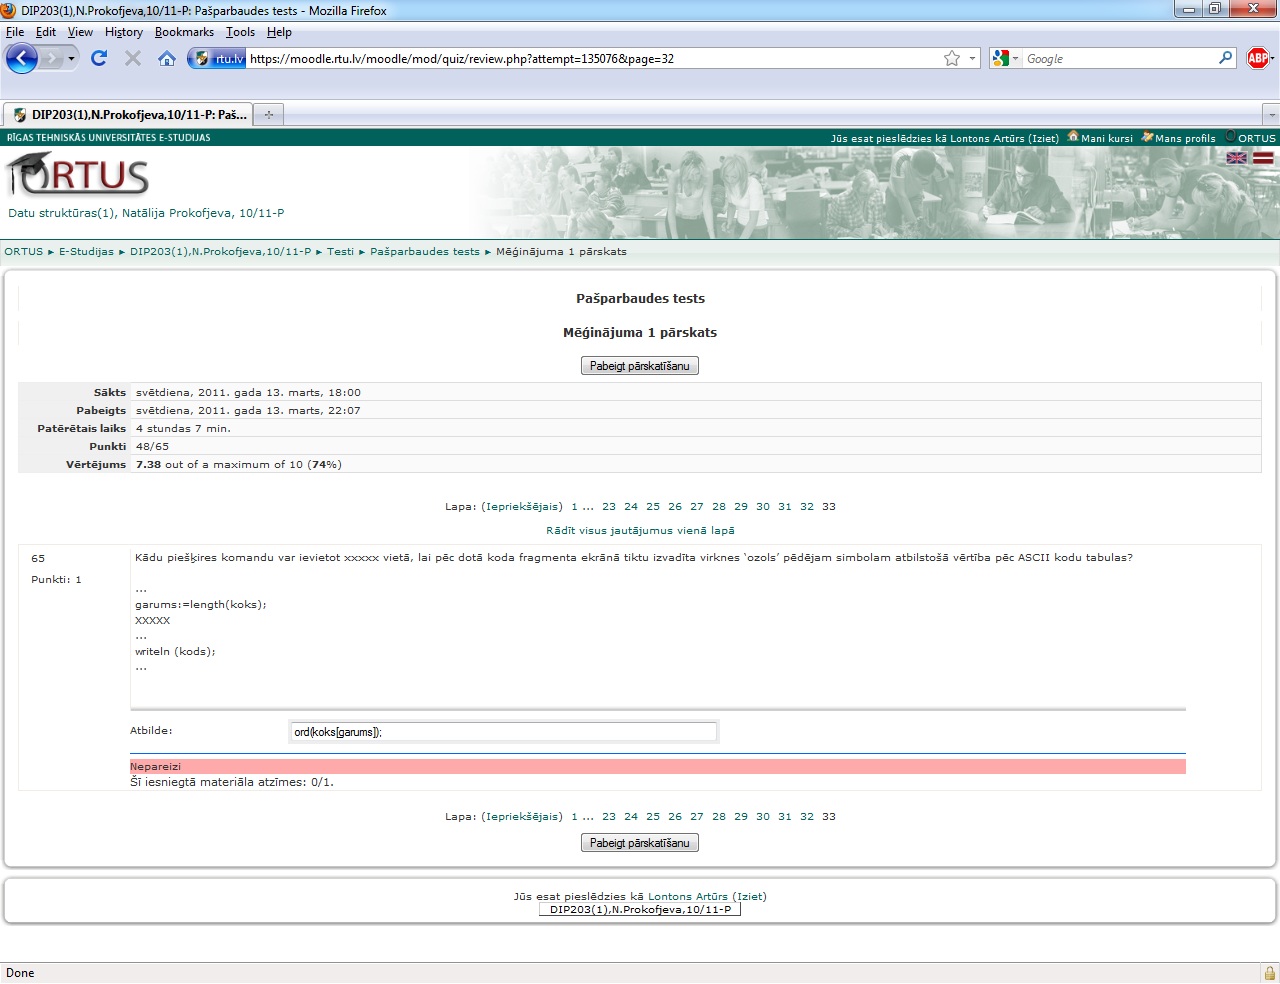 DIP203(1),N.Prokofjeva,10/11-P: Pašparbaudes tests - Mozilla Firefox
File Edit View History Bookmarks Tools Help
rtu.lv https://moodle.rtu.lv/moodle/mod/quiz/review.php?attempt=135076&page=32 Google ABP
DIP203(1),N.Prokofjeva,10/11-P: Paš...
RĪGAS TEHNISKĀS UNIVERSITĀTES E-STUDIJAS Jūs esat pieslēdzies kā Lontons Artūrs (Iziet) Mani kursi Mans profils ORTUS
ORTUS
Datu struktūras(1), Natālija Prokofjeva, 10/11-P
ORTUS ► E-Studijas ► DIP203(1),N.Prokofjeva,10/11-P ► Testi ► Pašparbaudes tests ► Mēģinājuma 1 pārskats
Pašparbaudes tests
Mēģinājuma 1 pārskats
Pabeigt pārskatīšanu
Sākts svētdiena, 2011. gada 13. marts, 18:00
Pabeigts svētdiena, 2011. gada 13. marts, 22:07
Patērētais laiks 4 stundas 7 min.
Punkti 48/65
Vērtējums 7.38 out of a maximum of 10 (74%)
Lapa: (Iepriekšējais) 1 ... 23 24 25 26 27 28 29 30 31 32 33
Rādīt visus jautājumus vienā lapā
65 Kādu piešķires komandu var ievietot xxxxx vietā, lai pēc dotā koda fragmenta ekrānā tiktu izvadīta virknes ‘ozols’ pēdējam simbolam atbilstošā vērtība pēc ASCII kodu tabulas?
Punkti: 1
...
garums:=length(koks);
XXXXX
...
writeln (kods);
...
Atbilde: ord(koks[garums]);
Nepareizi
Šī iesniegtā materiāla atzīmes: 0/1.
Lapa: (Iepriekšējais) 1 ... 23 24 25 26 27 28 29 30 31 32 33
Pabeigt pārskatīšanu
Jūs esat pieslēdzies kā Lontons Artūrs (Iziet)
DIP203(1),N.Prokofjeva,10/11-P
Done